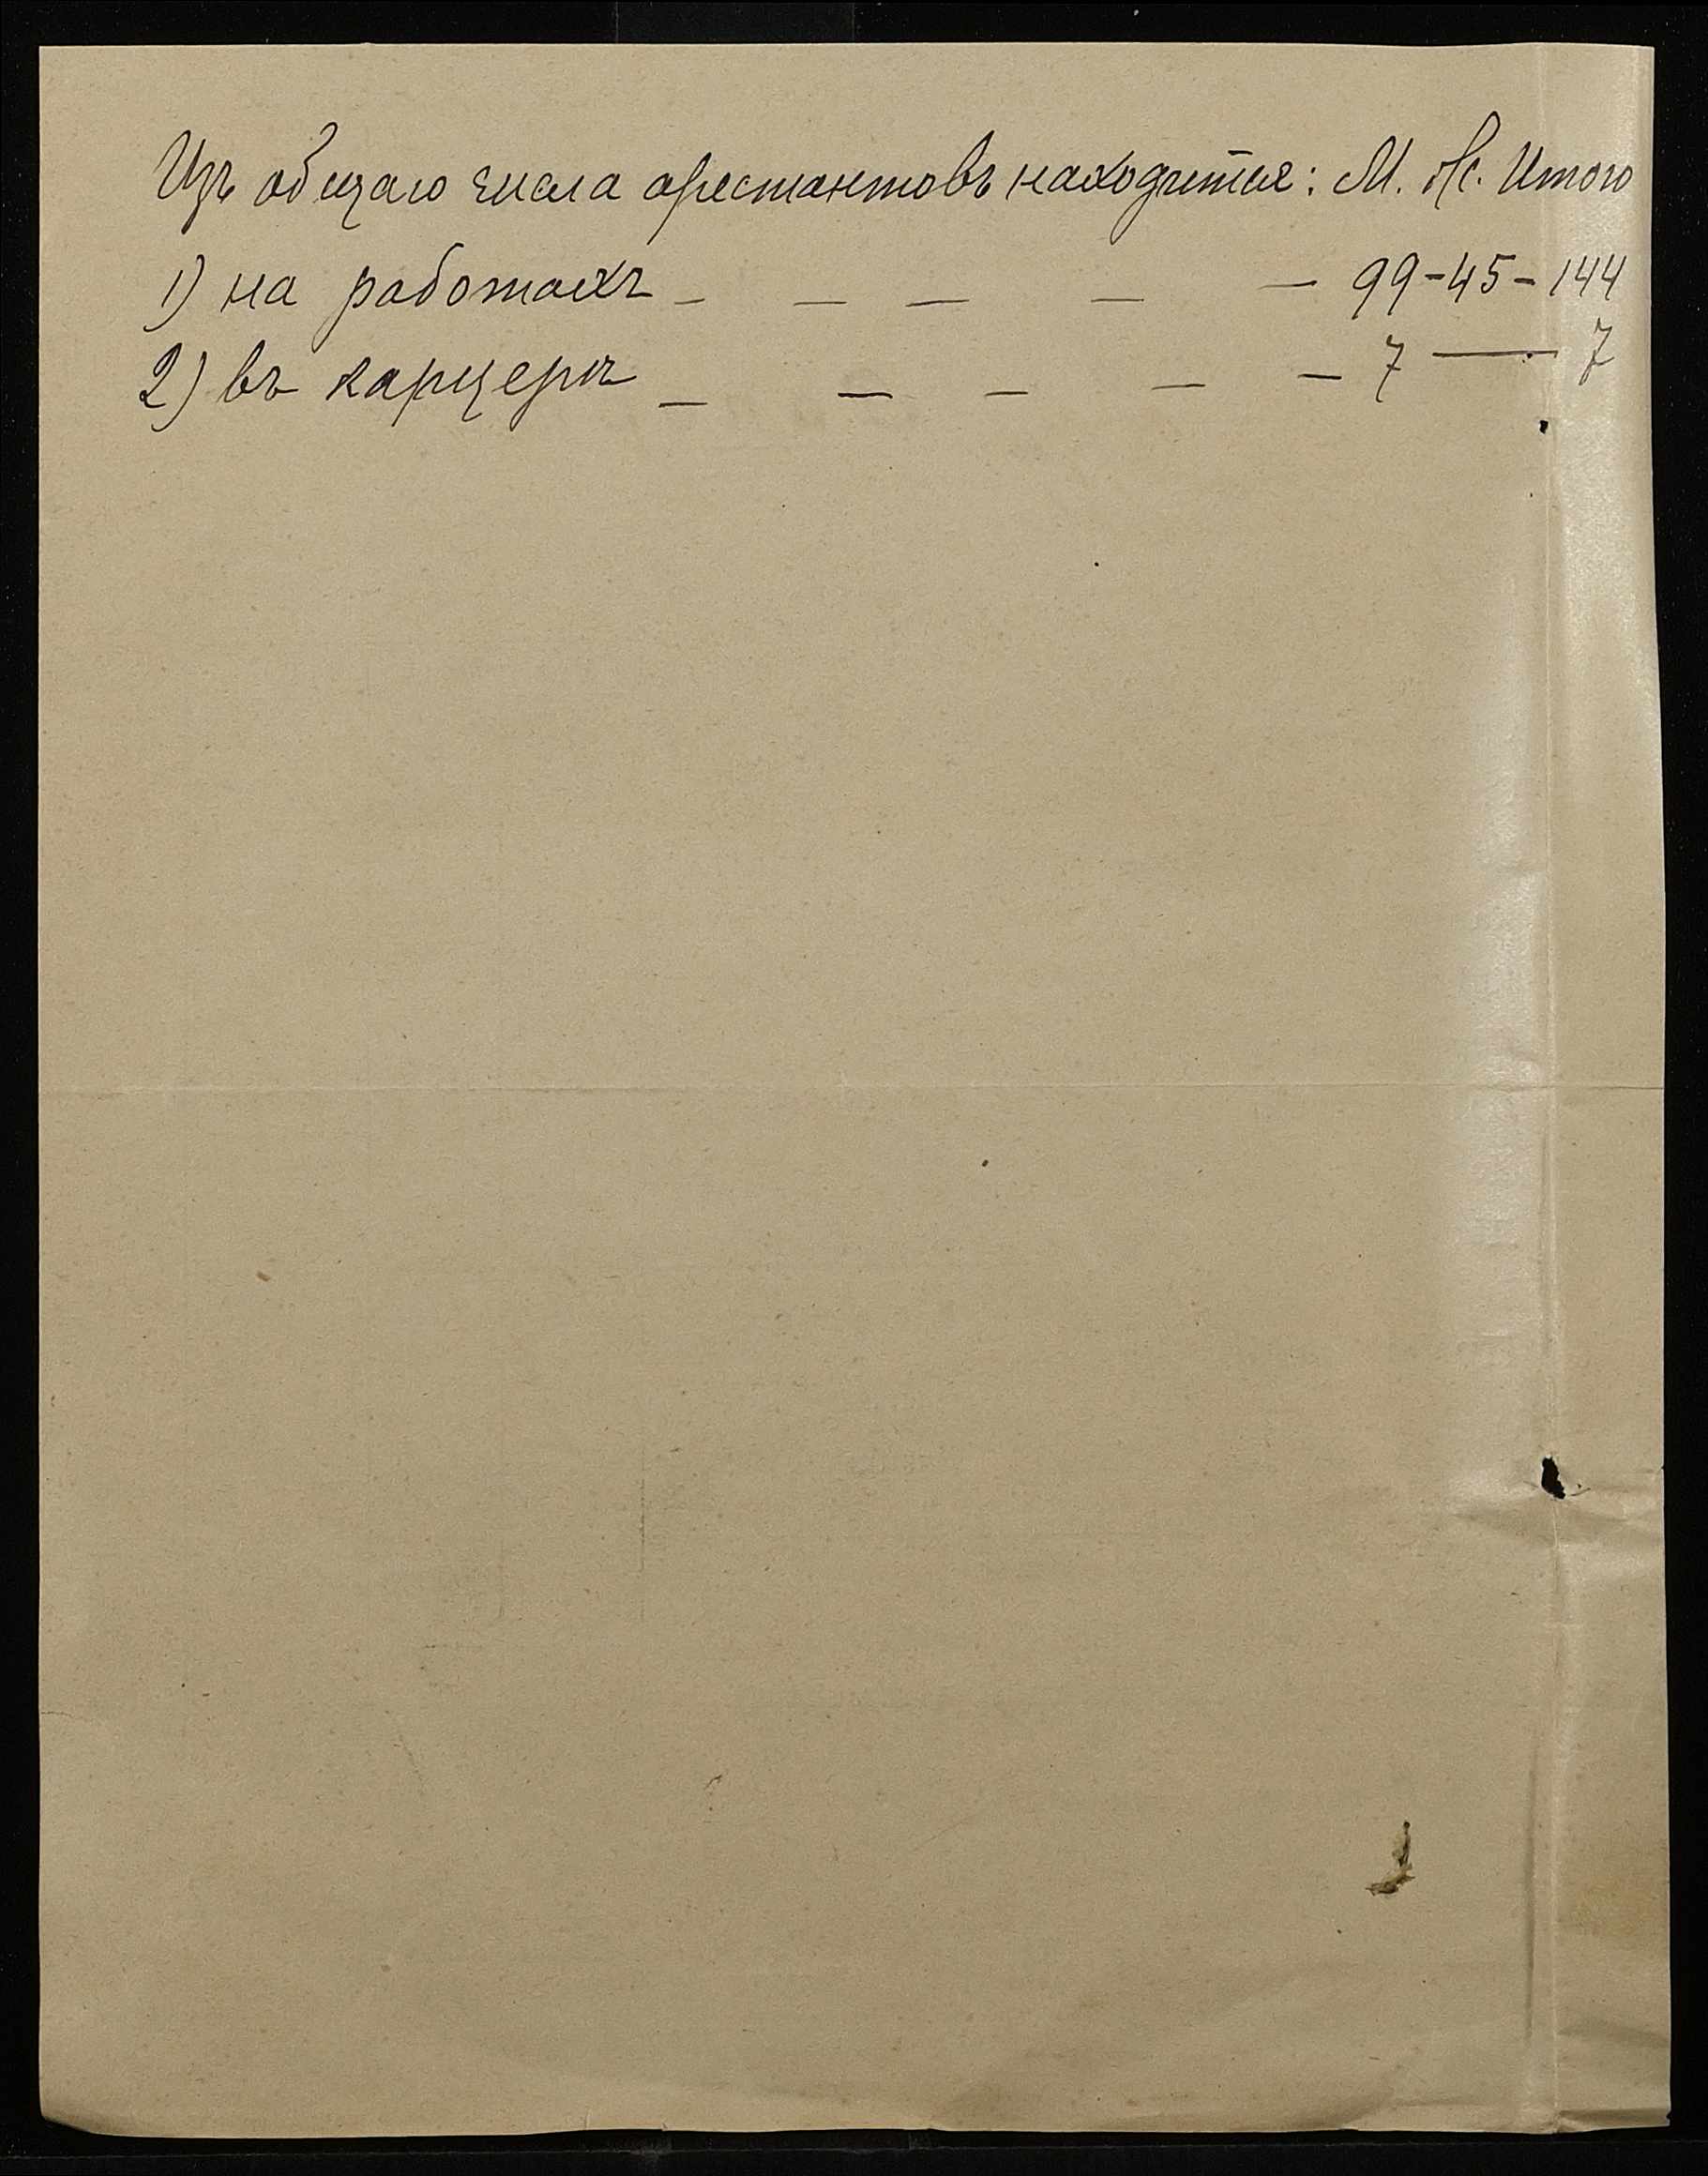 Изъ общаго числа арестантовъ находится: М. Ж. Итого
1) на работахъ — — — — — 99-45-144
2) въ карцерѣ — — — — — 7 — 7